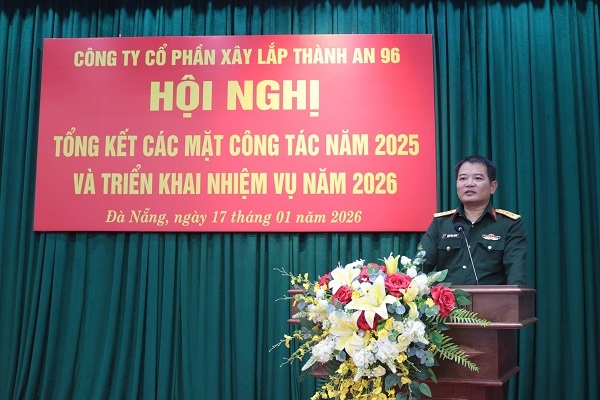 CÔNG TY CỔ PHẦN XÂY LẮP THÀNH AN 96
HỘI NGHỊ
TỔNG KẾT CÁC MẶT CÔNG TÁC NĂM 2025
VÀ TRIỂN KHAI NHIỆM VỤ NĂM 2026
Đà Nẵng, ngày 17 tháng 01 năm 2026